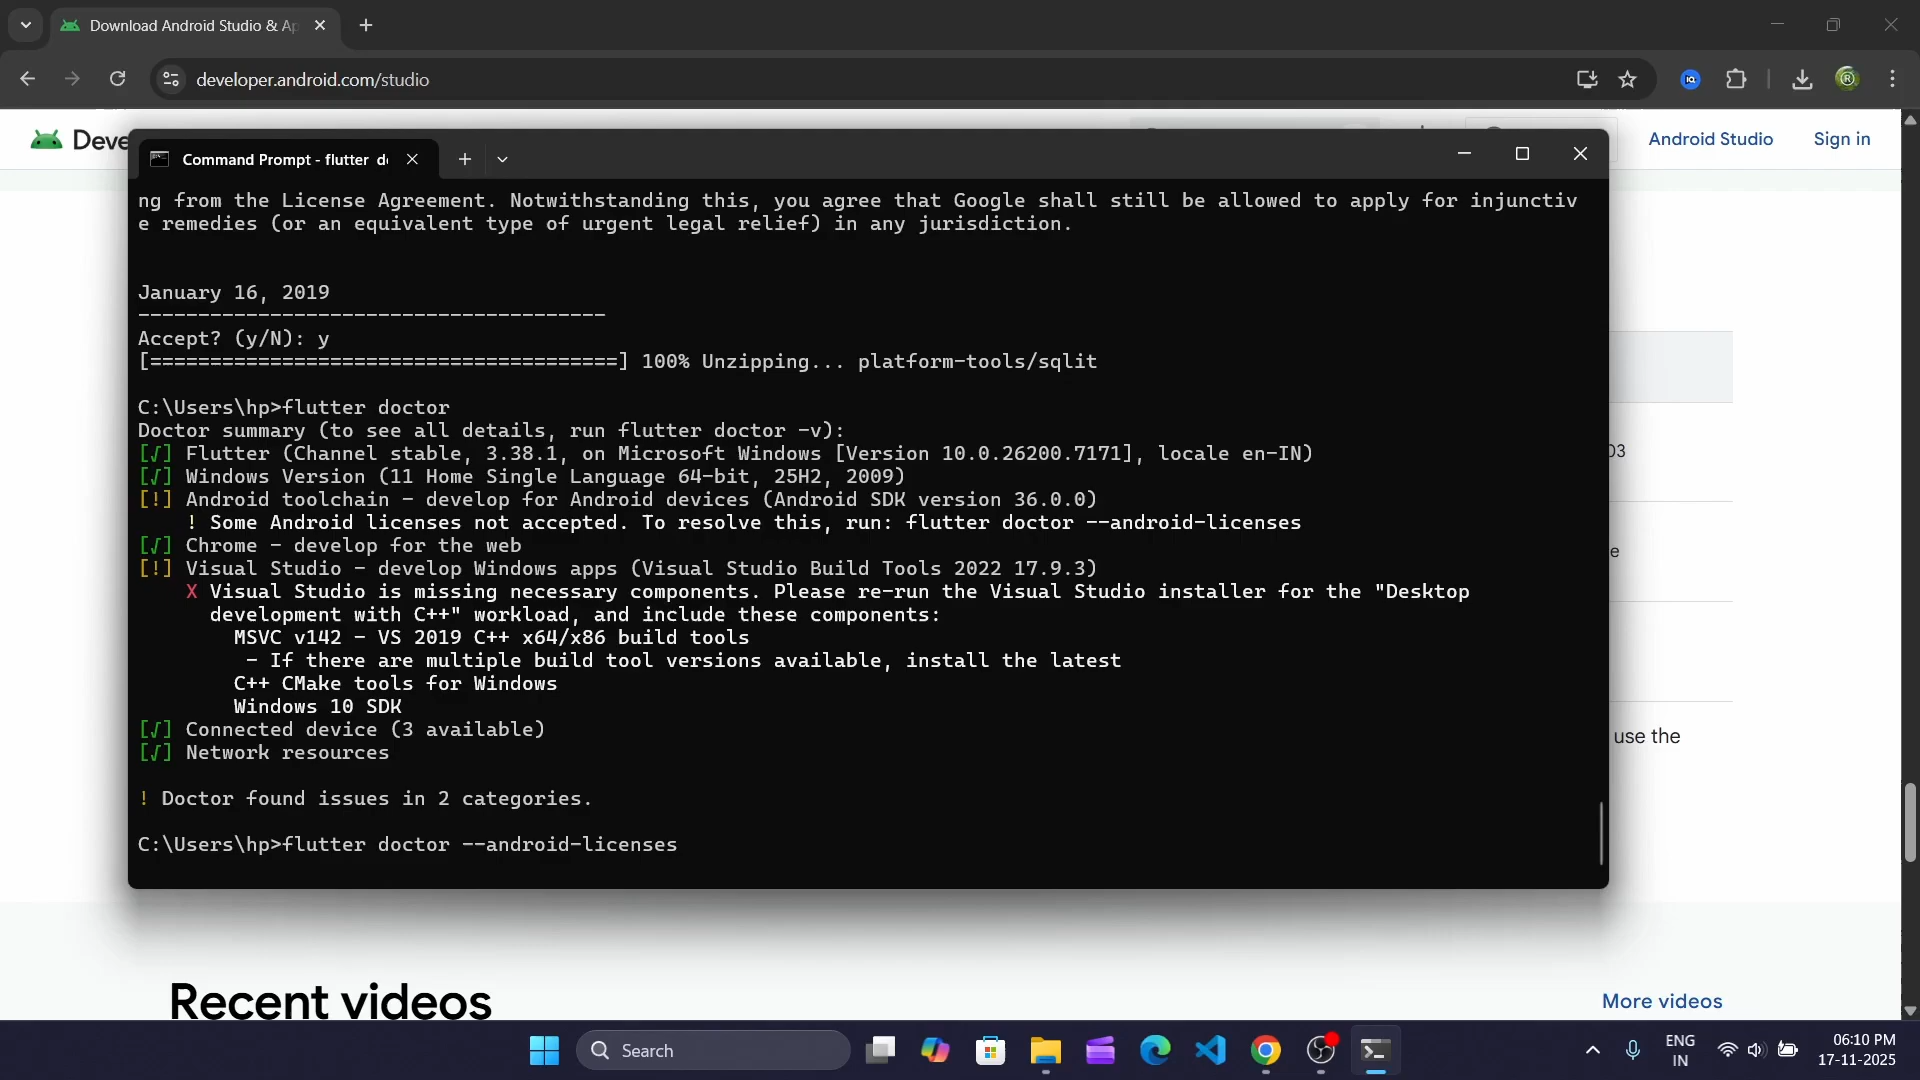 Download Android Studio & Ap
developer.android.com/studio
Deve
Android Studio
Sign in
Command Prompt - flutter  d
ng from the License Agreement. Notwithstanding this, you agree that Google shall still be allowed to apply for injunctiv
e remedies (or an equivalent type of urgent legal relief) in any jurisdiction.
January 16, 2019
---------------------------------------
Accept? (y/N): y
[=======================================] 100% Unzipping... platform-tools/sqlit
C:\Users\hp>flutter doctor
Doctor summary (to see all details, run flutter doctor -v):
[√] Flutter (Channel stable, 3.38.1, on Microsoft Windows [Version 10.0.26200.7171], locale en-IN)
[√] Windows Version (11 Home Single Language 64-bit, 25H2, 2009)
[!] Android toolchain - develop for Android devices (Android SDK version 36.0.0)
! Some Android licenses not accepted. To resolve this, run: flutter doctor --android-licenses
[√] Chrome - develop for the web
[!] Visual Studio - develop Windows apps (Visual Studio Build Tools 2022 17.9.3)
X Visual Studio is missing necessary components. Please re-run the Visual Studio installer for the "Desktop
development with C++" workload, and include these components:
MSVC v142 - VS 2019 C++ x64/x86 build tools
- If there are multiple build tool versions available, install the latest
C++ CMake tools for Windows
Windows 10 SDK
[√] Connected device (3 available)
[√] Network resources
! Doctor found issues in 2 categories.
C:\Users\hp>flutter doctor --android-licenses
03
e
use the
Recent videos
More videos
Search
ENG
IN
06:10 PM
17-11-2025